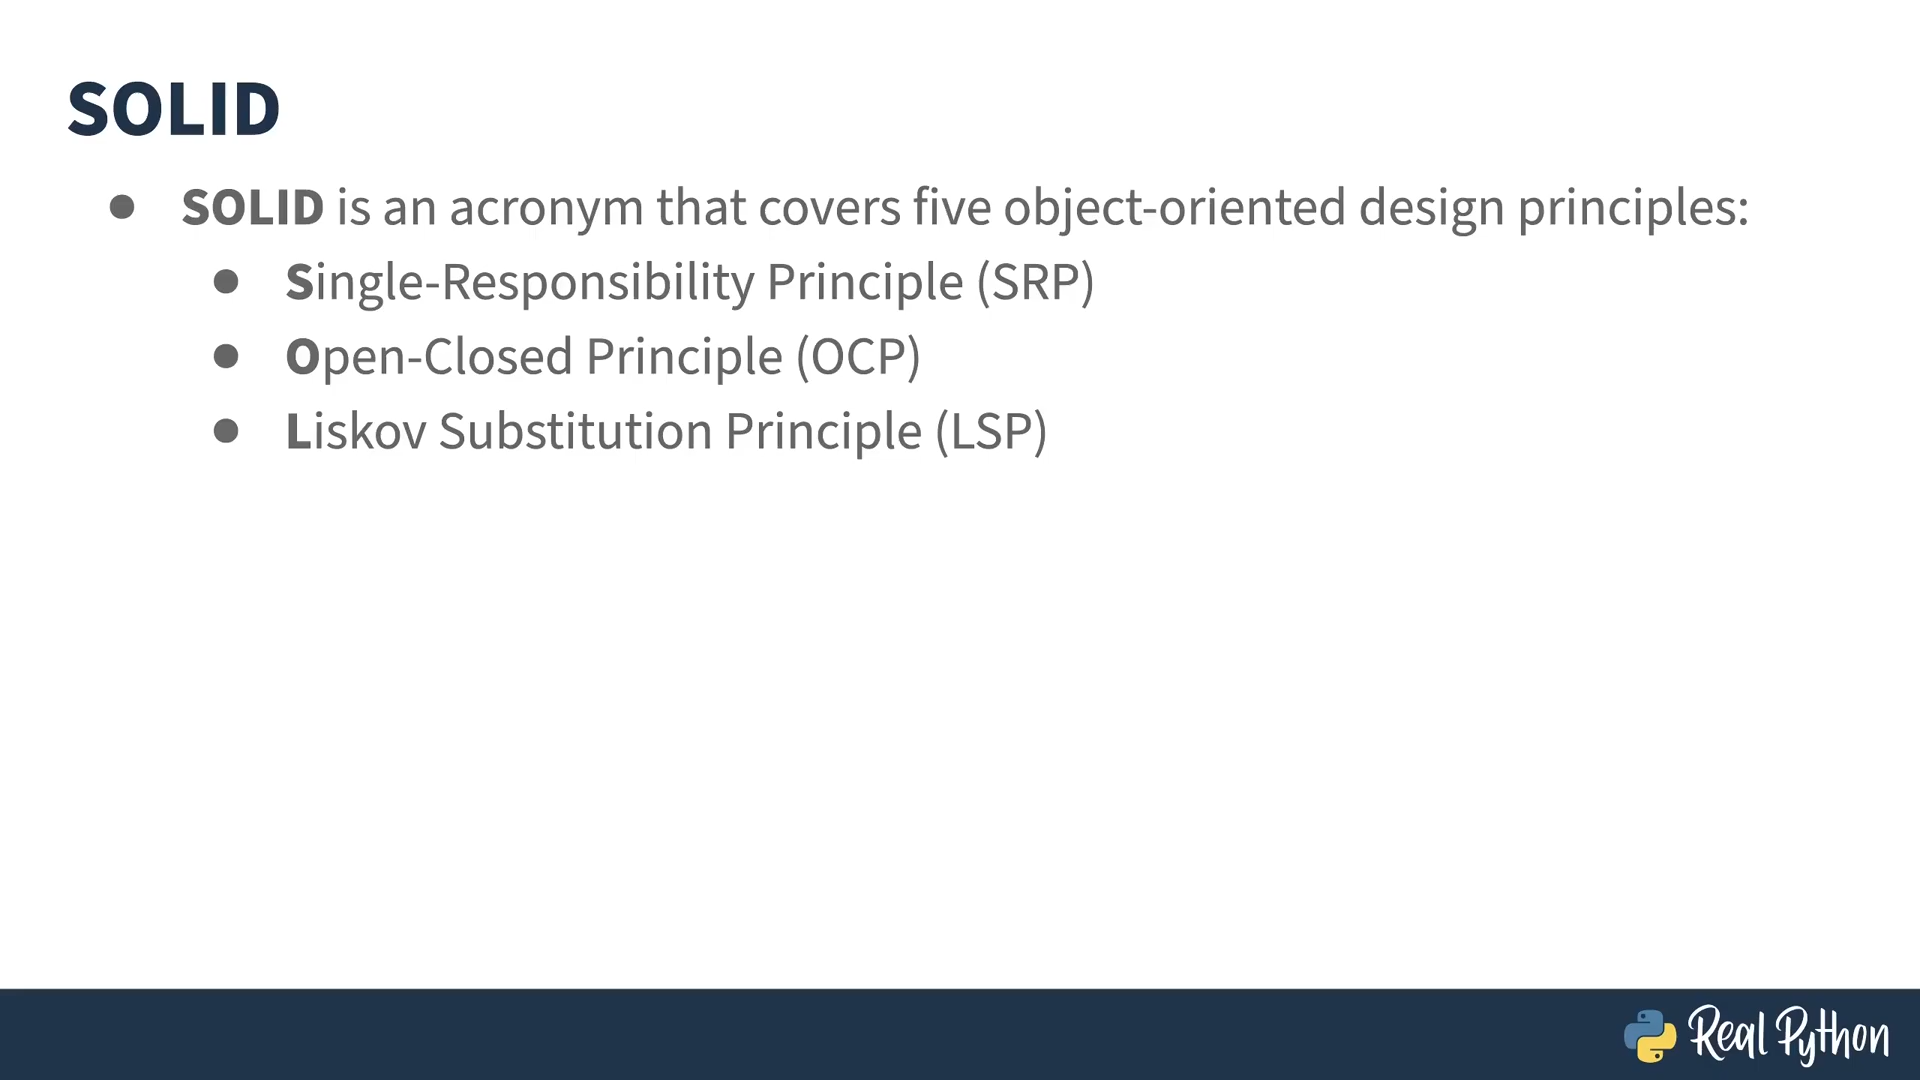 SOLID
● SOLID is an acronym that covers five object-oriented design principles:
● Single-Responsibility Principle (SRP)
● Open-Closed Principle (OCP)
● Liskov Substitution Principle (LSP)
Real Python